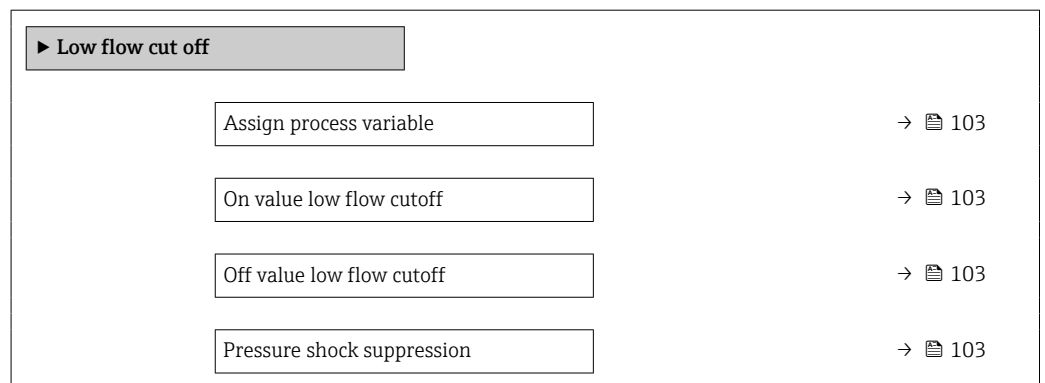 ▶ Low flow cut off
Assign process variable → 103
On value low flow cutoff → 103
Off value low flow cutoff → 103
Pressure shock suppression → 103